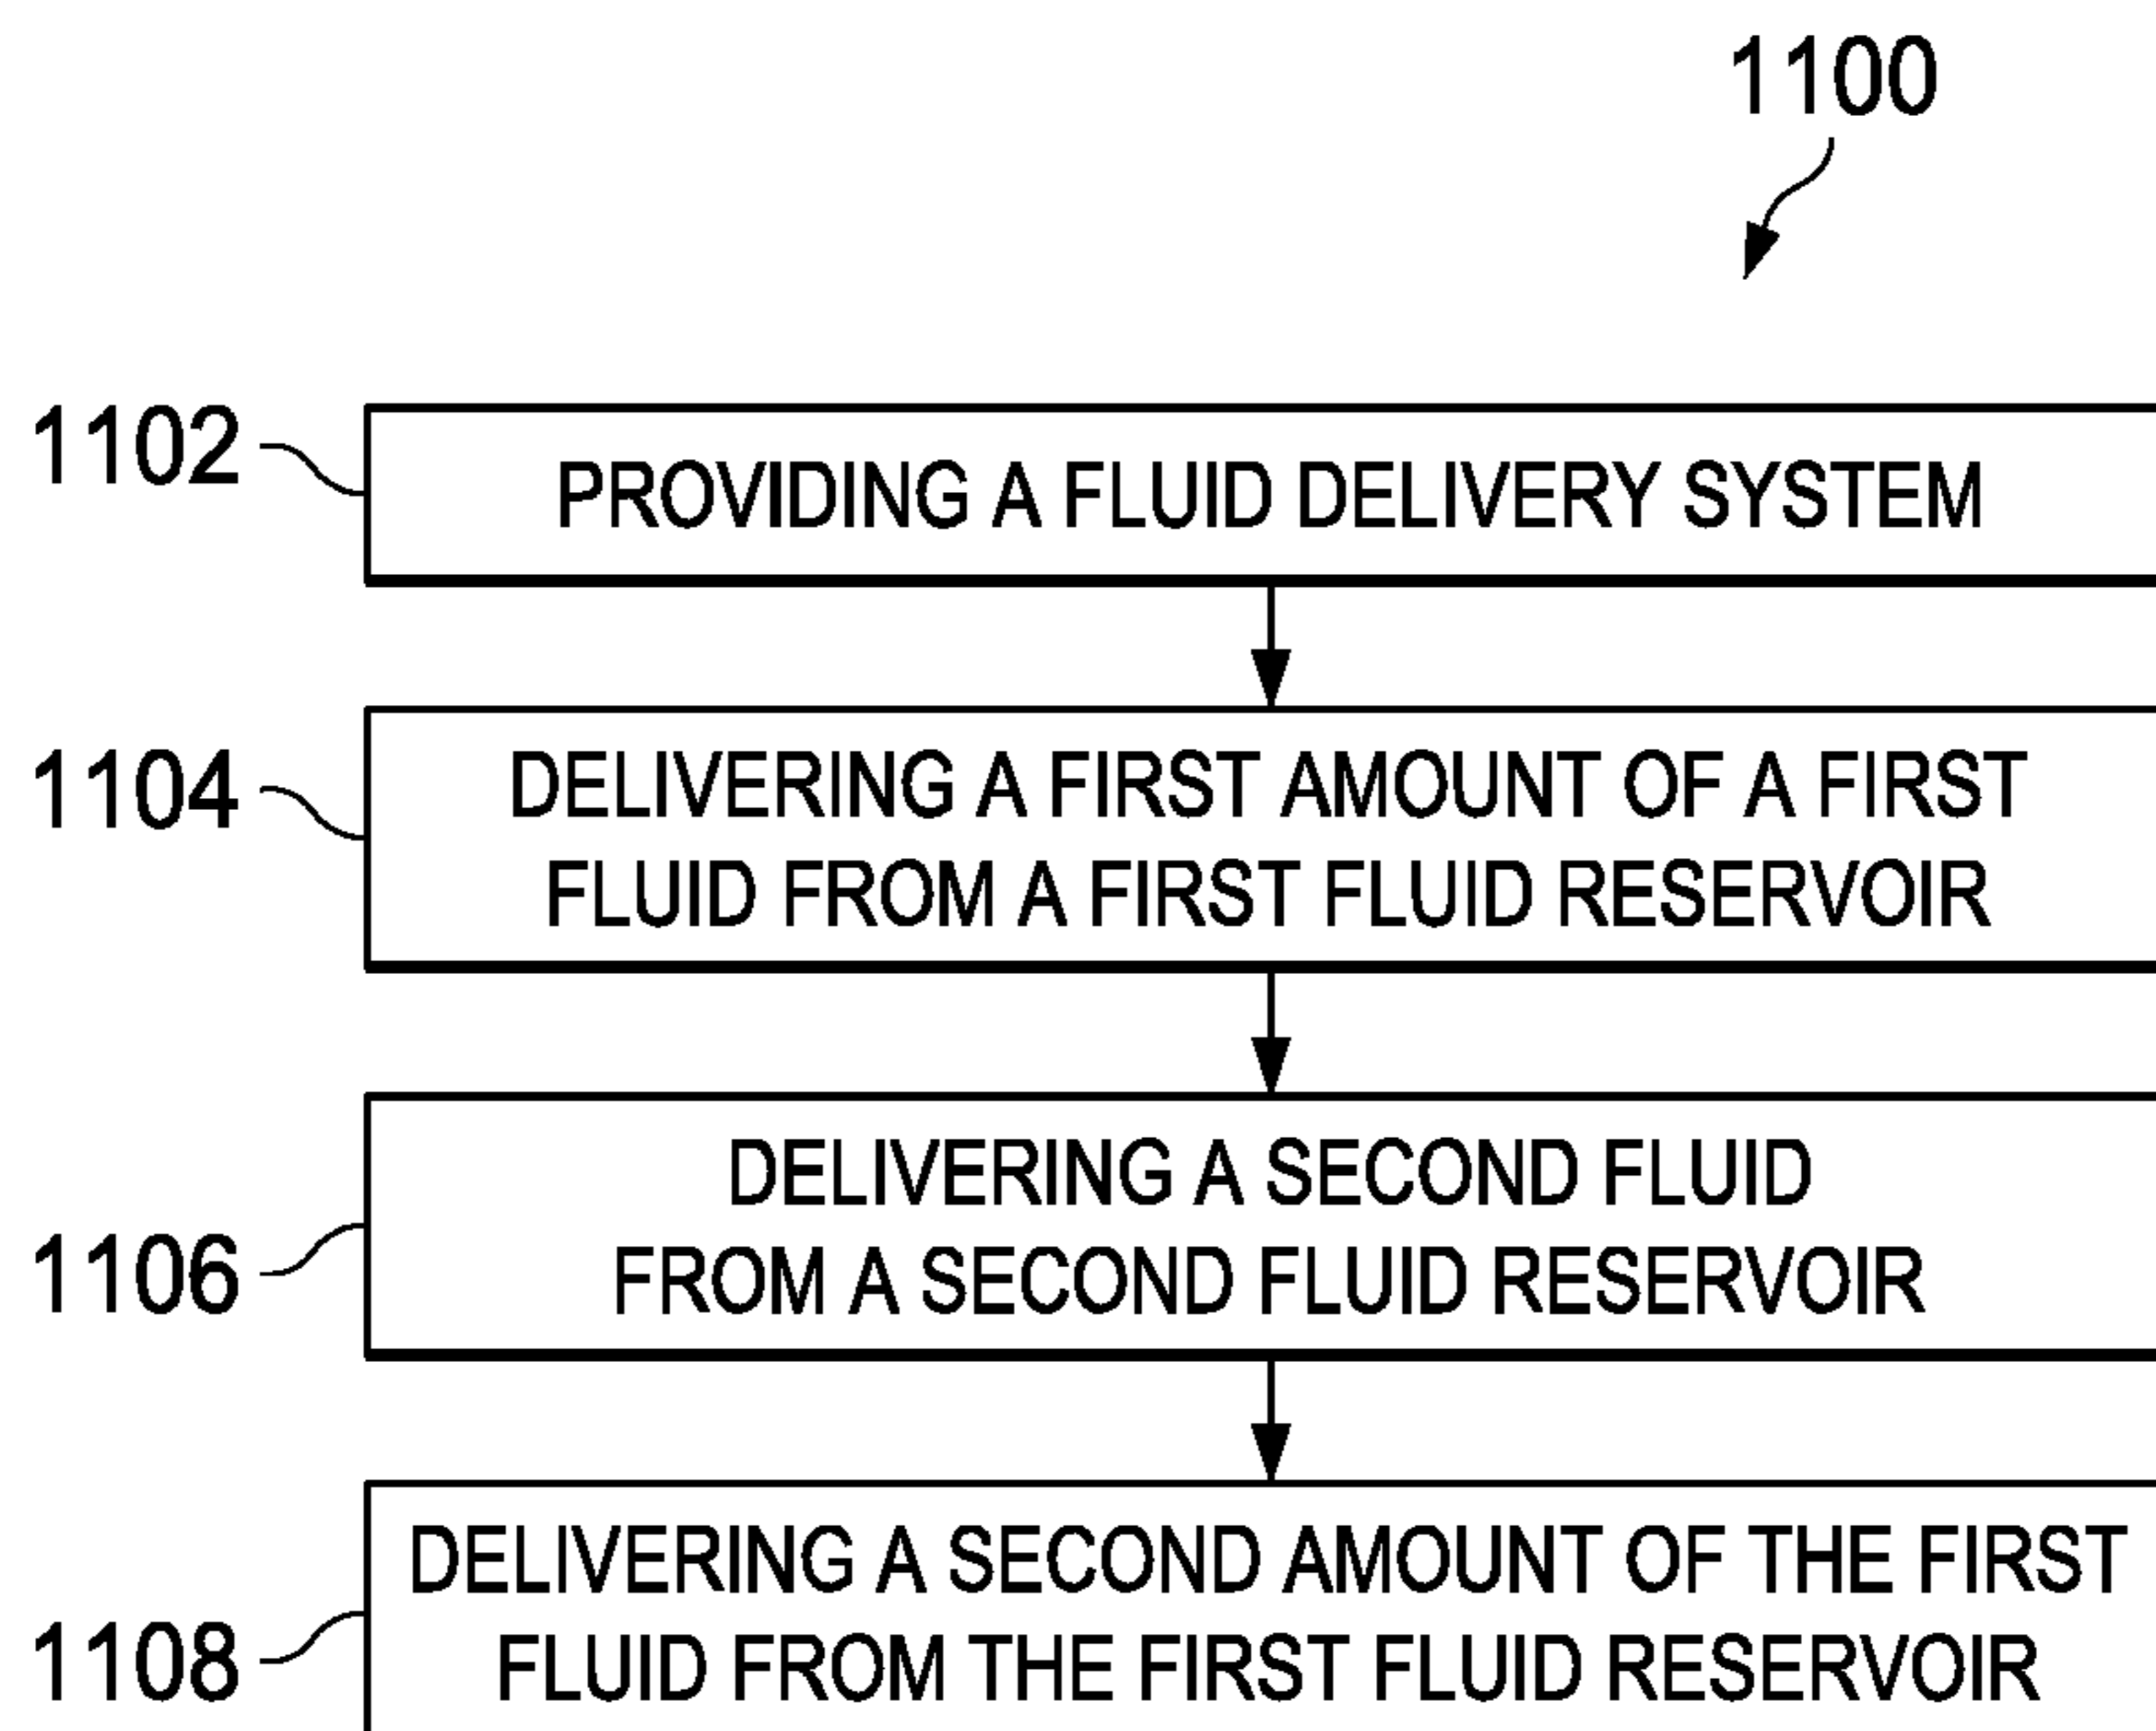 1100
1102
PROVIDING A FLUID DELIVERY SYSTEM
1104
DELIVERING A FIRST AMOUNT OF A FIRST
FLUID FROM A FIRST FLUID RESERVOIR
1106
DELIVERING A SECOND FLUID
FROM A SECOND FLUID RESERVOIR
1108
DELIVERING A SECOND AMOUNT OF THE FIRST
FLUID FROM THE FIRST FLUID RESERVOIR